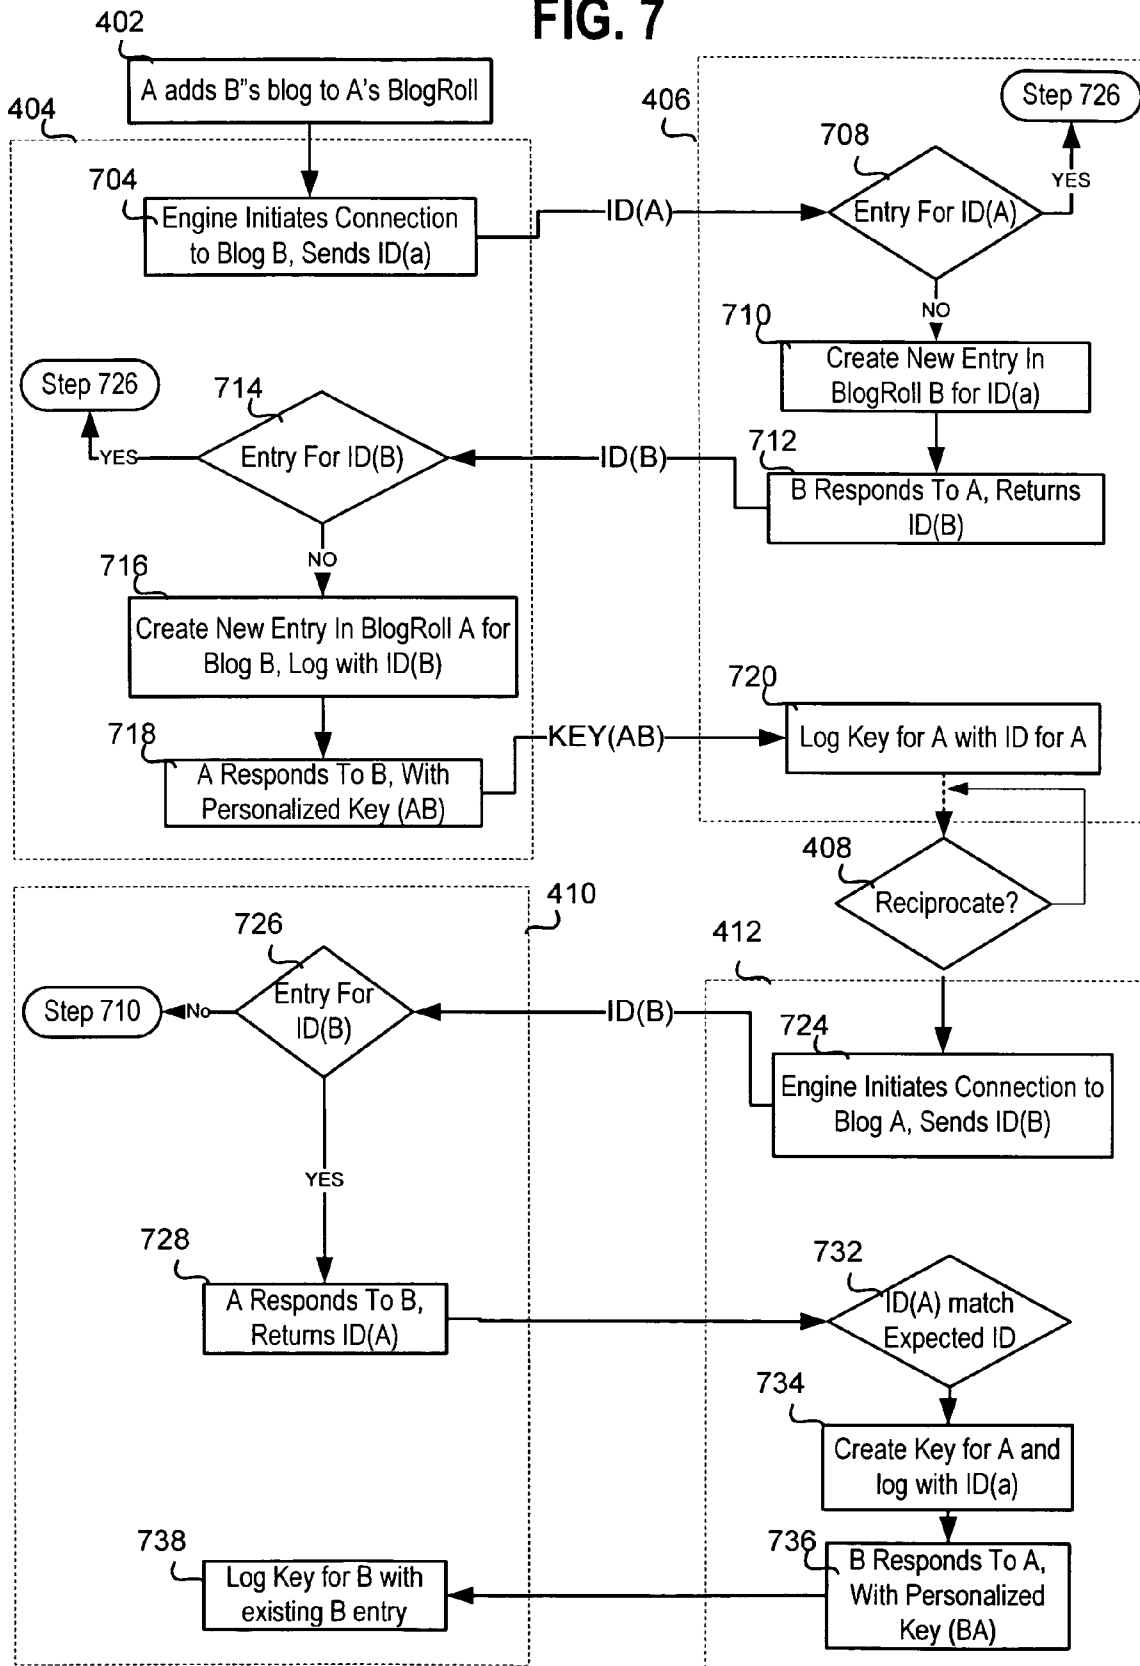 FIG. 7
402
A adds B"s blog to A's BlogRoll
404
406
Step 726
708
YES
Entry For ID(A)
704
Engine Initiates Connection
to Blog B, Sends ID(a)
ID(A)
NO
710
Create New Entry In
BlogRoll B for ID(a)
Step 726
714
YES
Entry For ID(B)
ID(B)
712
B Responds To A, Returns
ID(B)
NO
716
Create New Entry In BlogRoll A for
Blog B, Log with ID(B)
720
Log Key for A with ID for A
718
A Responds To B, With
Personalized Key (AB)
KEY(AB)
408
Reciprocate?
410
412
726
Entry For
ID(B)
Step 710
No
ID(B)
724
Engine Initiates Connection to
Blog A, Sends ID(B)
YES
728
A Responds To B,
Returns ID(A)
732
ID(A) match
Expected ID
734
Create Key for A and
log with ID(a)
738
Log Key for B with
existing B entry
736
B Responds To A,
With Personalized
Key (BA)